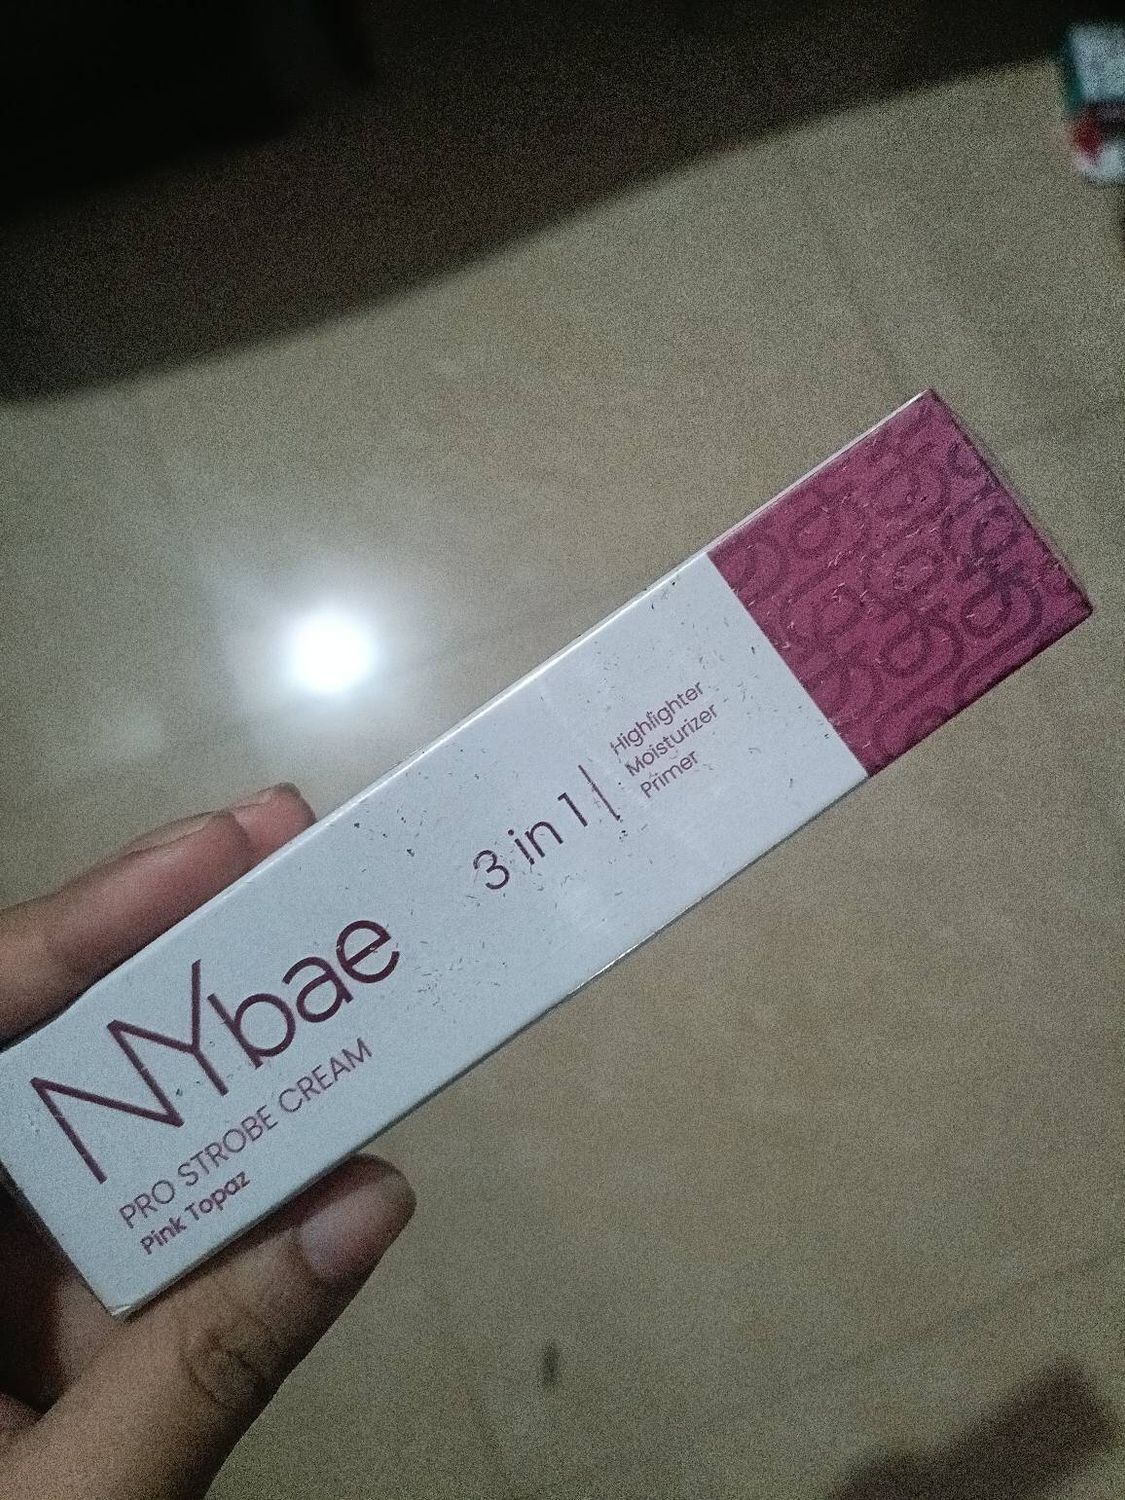 NYbae
PRO STROBE CREAM
Pink Topaz
3 in 1
Highlighter
Moisturizer
Primer